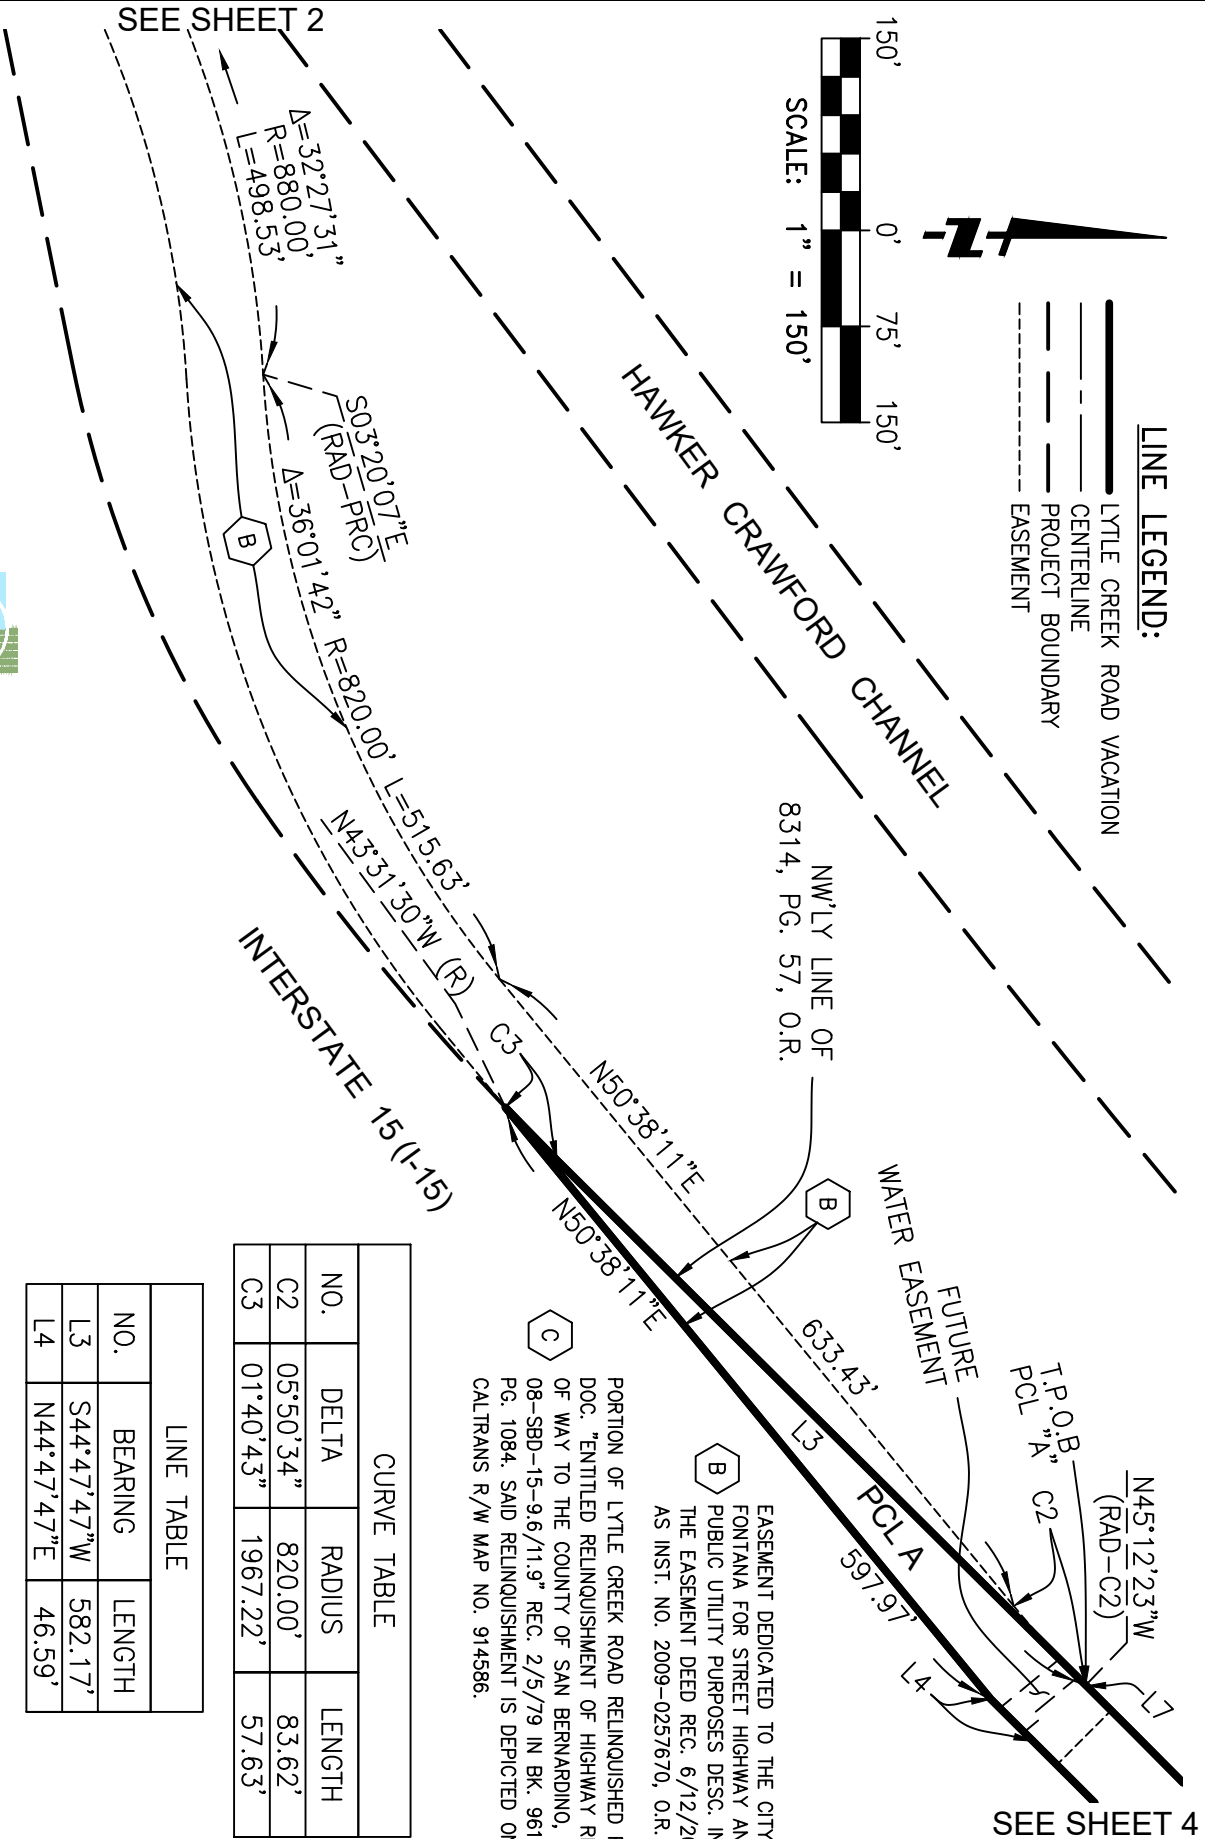 SEE SHEET 2
150'
0'
75'
150'
SCALE: 1" = 150'
N
LINE LEGEND:
LYTLE CREEK ROAD VACATION
CENTERLINE
PROJECT BOUNDARY
EASEMENT
HAWKER CRAWFORD CHANNEL
Δ=32°27'31"
R=880.00'
L=498.53'
S03°20'07"E
(RAD-PRC)
Δ=36°01'42" R=820.00' L=515.63'
B
N43°31'30"W (R)
C3
INTERSTATE 15 (I-15)
NW'LY LINE OF
8314, PG. 57, O.R.
N50°38'11"E
633.43'
B
N50°38'11"E
597.97'
L3
PCL A
WATER EASEMENT
FUTURE
T.P.O.B
PCL "A"
C2
N45°12'23"W
(RAD-C2)
L7
L4
B
EASEMENT DEDICATED TO THE CITY
FONTANA FOR STREET HIGHWAY AN
PUBLIC UTILITY PURPOSES DESC. IN
THE EASEMENT DEED REC. 6/12/20
AS INST. NO. 2009-0257670, O.R.
C
PORTION OF LYTLE CREEK ROAD RELINQUISHED
DOC. "ENTITLED RELINQUISHMENT OF HIGHWAY RI
OF WAY TO THE COUNTY OF SAN BERNARDINO,
08-SBD-15-9.6/11.9" REC. 2/5/79 IN BK. 961
PG. 1084. SAID RELINQUISHMENT IS DEPICTED ON
CALTRANS R/W MAP NO. 914586.
CURVE TABLE
NO. DELTA RADIUS LENGTH
C2 05°50'34" 820.00' 83.62'
C3 01°40'43" 1967.22' 57.63'
LINE TABLE
NO. BEARING LENGTH
L3 S44°47'47"W 582.17'
L4 N44°47'47"E 46.59'
SEE SHEET 4